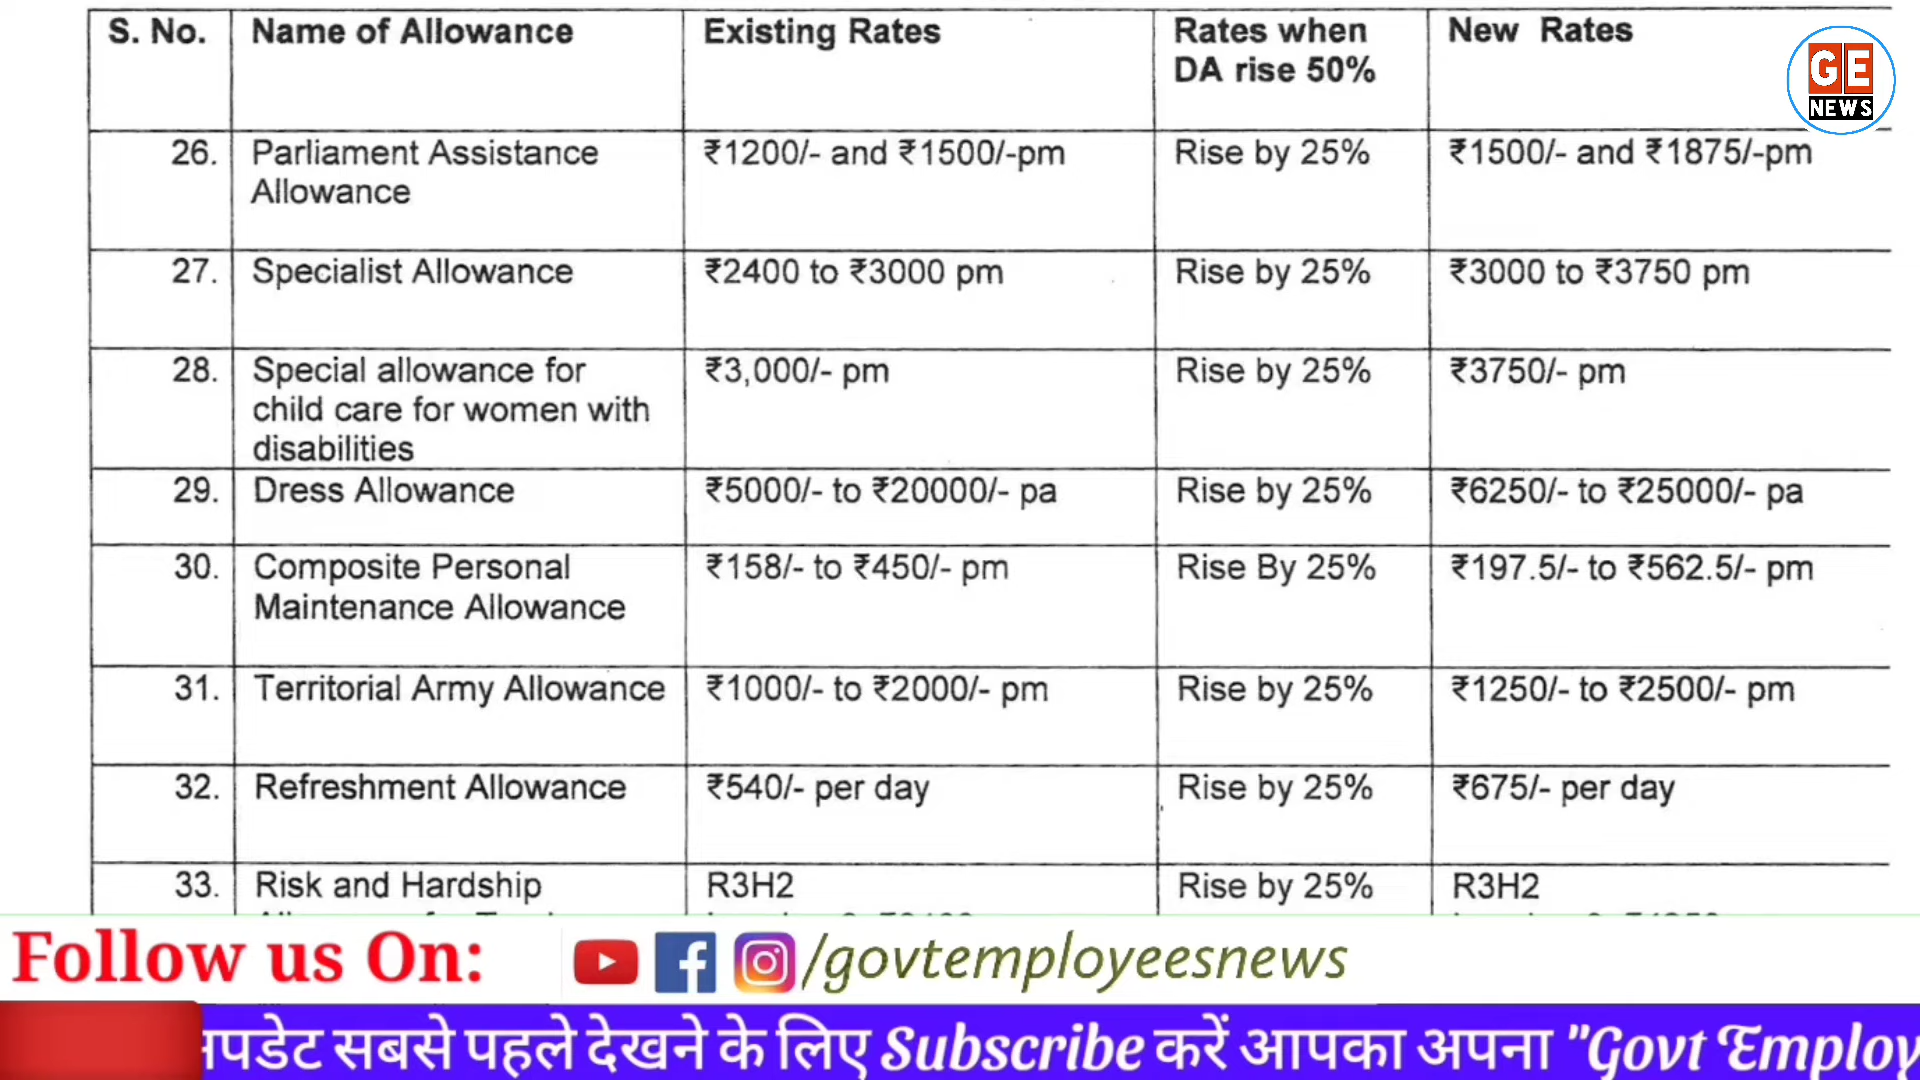 S. No. Name of Allowance Existing Rates Rates when New Rates
DA rise 50%
GE
NEWS
26. Parliament Assistance ₹1200/- and ₹1500/-pm Rise by 25% ₹1500/- and ₹1875/-pm
Allowance
27. Specialist Allowance ₹2400 to ₹3000 pm Rise by 25% ₹3000 to ₹3750 pm
28. Special allowance for ₹3,000/- pm Rise by 25% ₹3750/- pm
child care for women with
disabilities
29. Dress Allowance ₹5000/- to ₹20000/- pa Rise by 25% ₹6250/- to ₹25000/- pa
30. Composite Personal ₹158/- to ₹450/- pm Rise By 25% ₹197.5/- to ₹562.5/- pm
Maintenance Allowance
31. Territorial Army Allowance ₹1000/- to ₹2000/- pm Rise by 25% ₹1250/- to ₹2500/- pm
32. Refreshment Allowance ₹540/- per day Rise by 25% ₹675/- per day
33. Risk and Hardship R3H2 Rise by 25% R3H2
Follow us On: /govtemployeesnews
सबसे पहले देखने के लिए Subscribe करें आपका अपना "Govt Employ